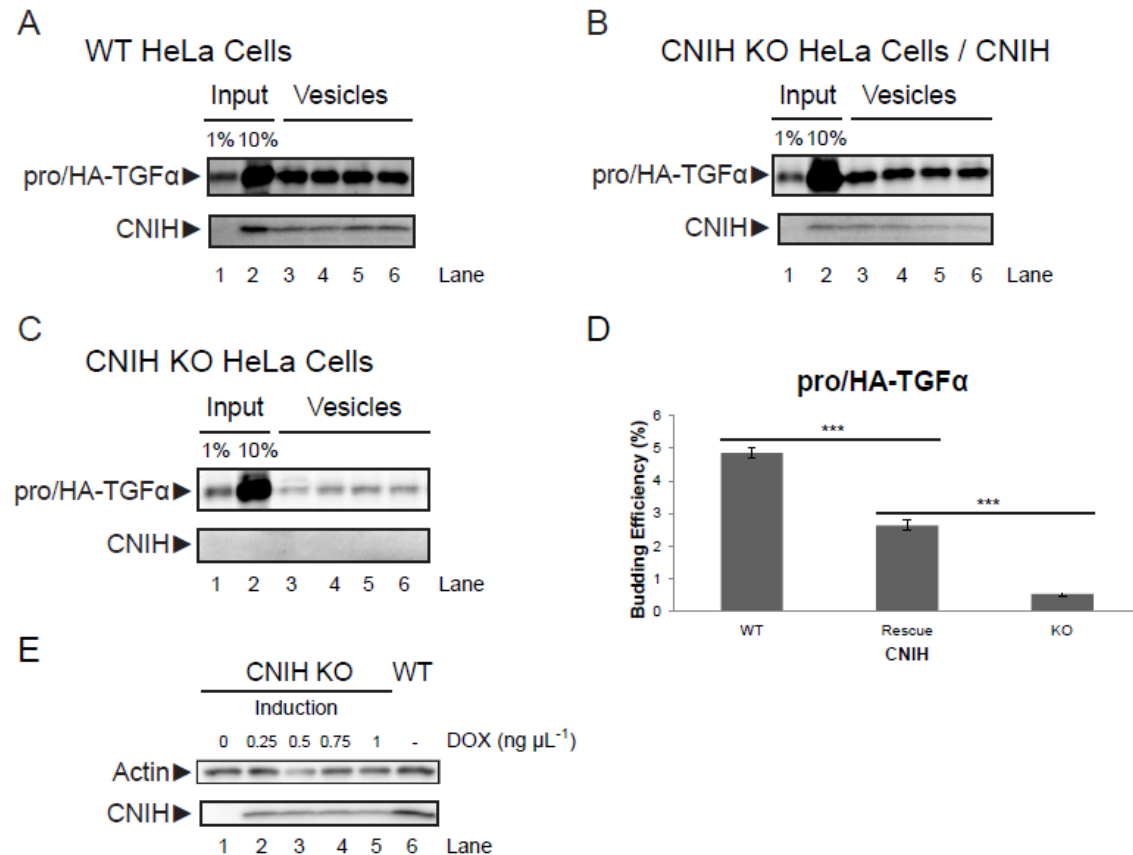 A
WT HeLa Cells
Input Vesicles
1% 10%
pro/HA-TGFα
CNIH
1 2 3 4 5 6 Lane
B
CNIH KO HeLa Cells / CNIH
Input Vesicles
1% 10%
pro/HA-TGFα
CNIH
1 2 3 4 5 6 Lane
C
CNIH KO HeLa Cells
Input Vesicles
1% 10%
pro/HA-TGFα
CNIH
1 2 3 4 5 6 Lane
D
pro/HA-TGFα
Budding Efficiency (%)
6
5
4
3
2
1
0
***
***
WT Rescue KO
CNIH
E
CNIH KO WT
Induction
0 0.25 0.5 0.75 1 - DOX (ng µL⁻¹)
Actin
CNIH
1 2 3 4 5 6 Lane